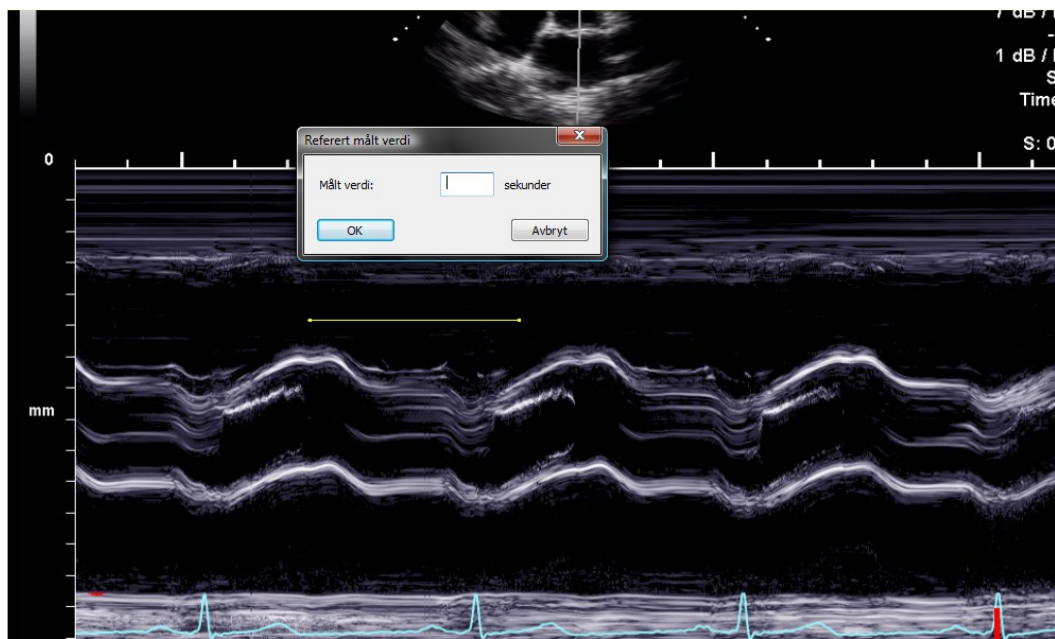 1 dB /
Time
S: 0
0
Referert målt verdi
Målt verdi:
sekunder
OK
Avbryt
mm